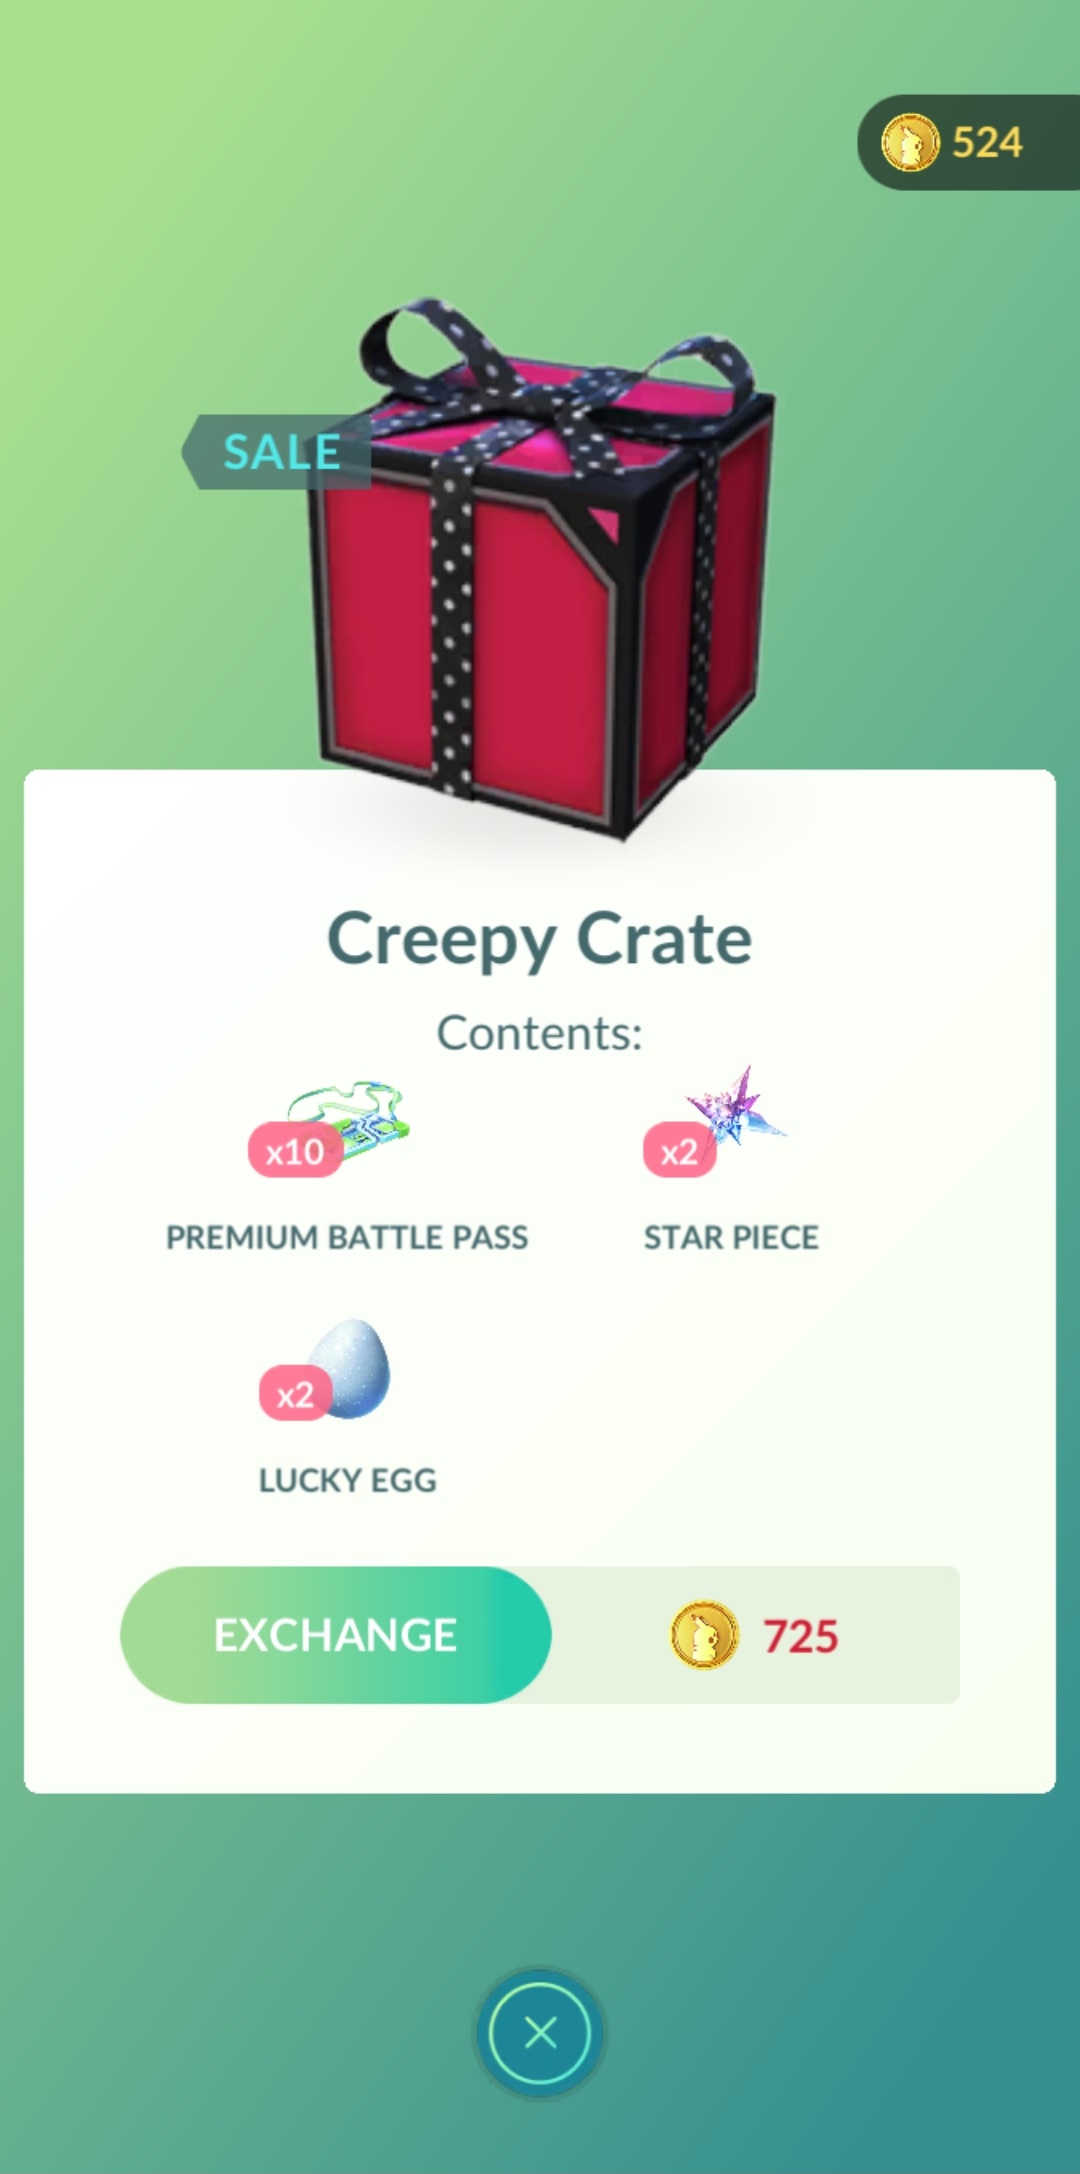 524
SALE
Creepy Crate
Contents:
x10
PREMIUM BATTLE PASS
x2
STAR PIECE
x2
LUCKY EGG
EXCHANGE
725